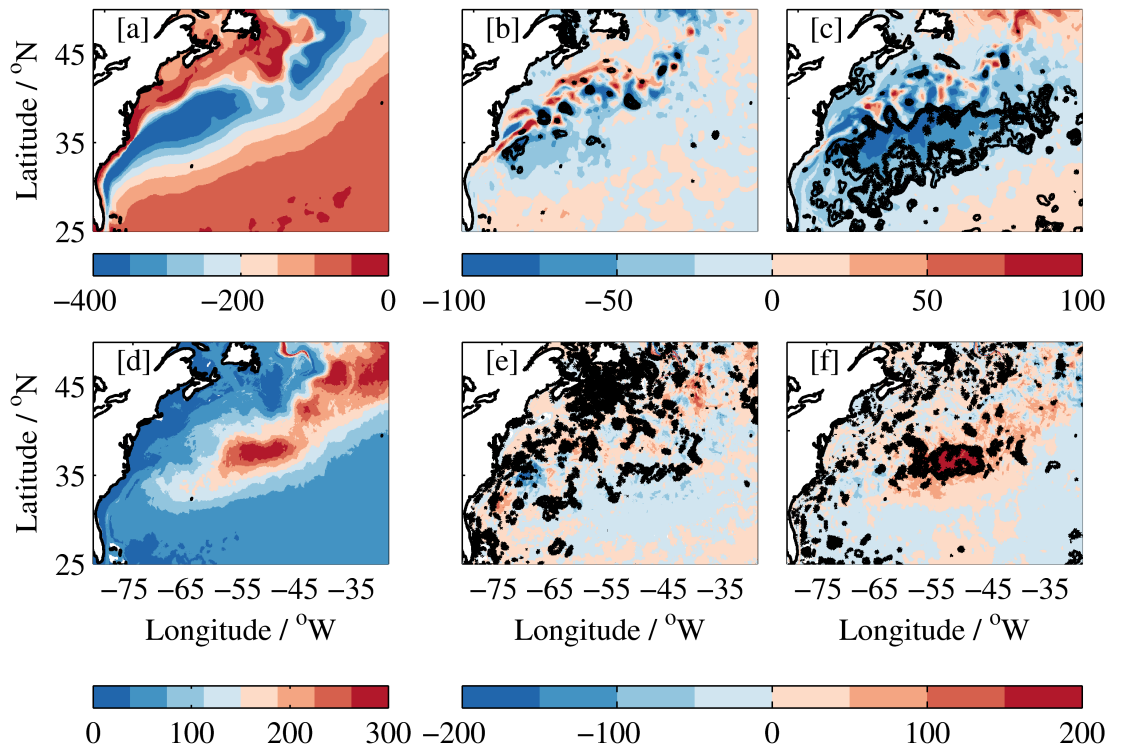 [a] [b] [c]
Latitude / °N
45
35
25
−400 −200 0
−100 −50 0 50 100
[d] [e] [f]
Latitude / °N
45
35
25
−75 −65 −55 −45 −35
−75 −65 −55 −45 −35
−75 −65 −55 −45 −35
Longitude / °W
Longitude / °W
Longitude / °W
0 100 200 300
−200 −100 0 100 200